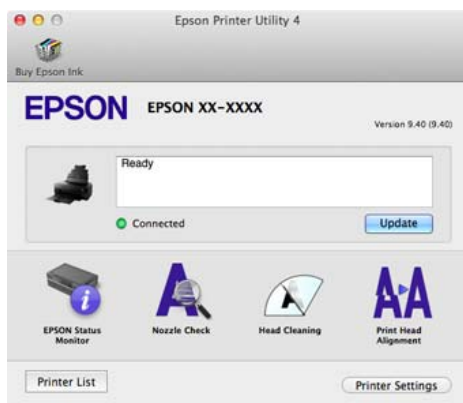 Epson Printer Utility 4
Buy Epson Ink
EPSON
EPSON XX-XXXX
Version 9.40 (9.40)
Ready
Connected
Update
EPSON Status Monitor
Nozzle Check
Head Cleaning
Print Head Alignment
Printer List
Printer Settings